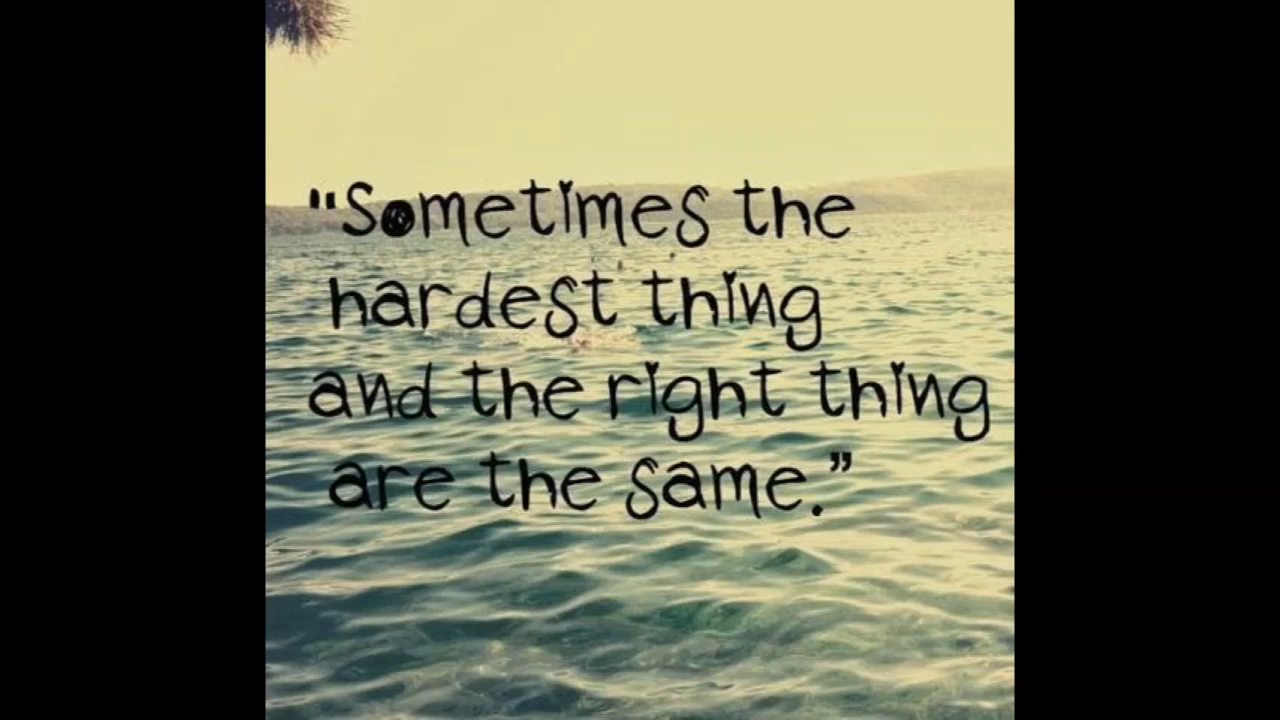 "Sometimes the
hardest thing
and the right thing
are the same.”